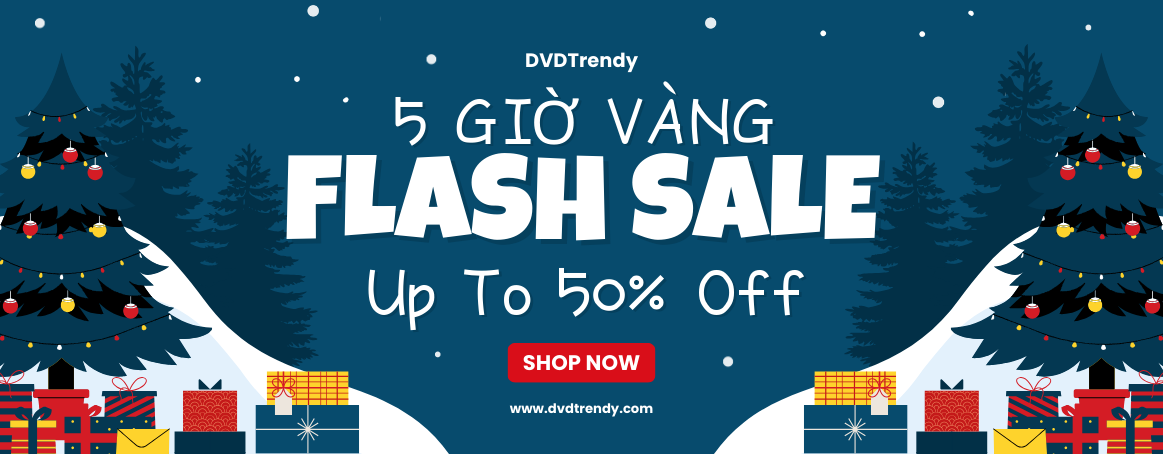 DVDTrendy
5 GIỜ VÀNG
FLASH SALE
Up To 50% Off
SHOP NOW
www.dvdtrendy.com